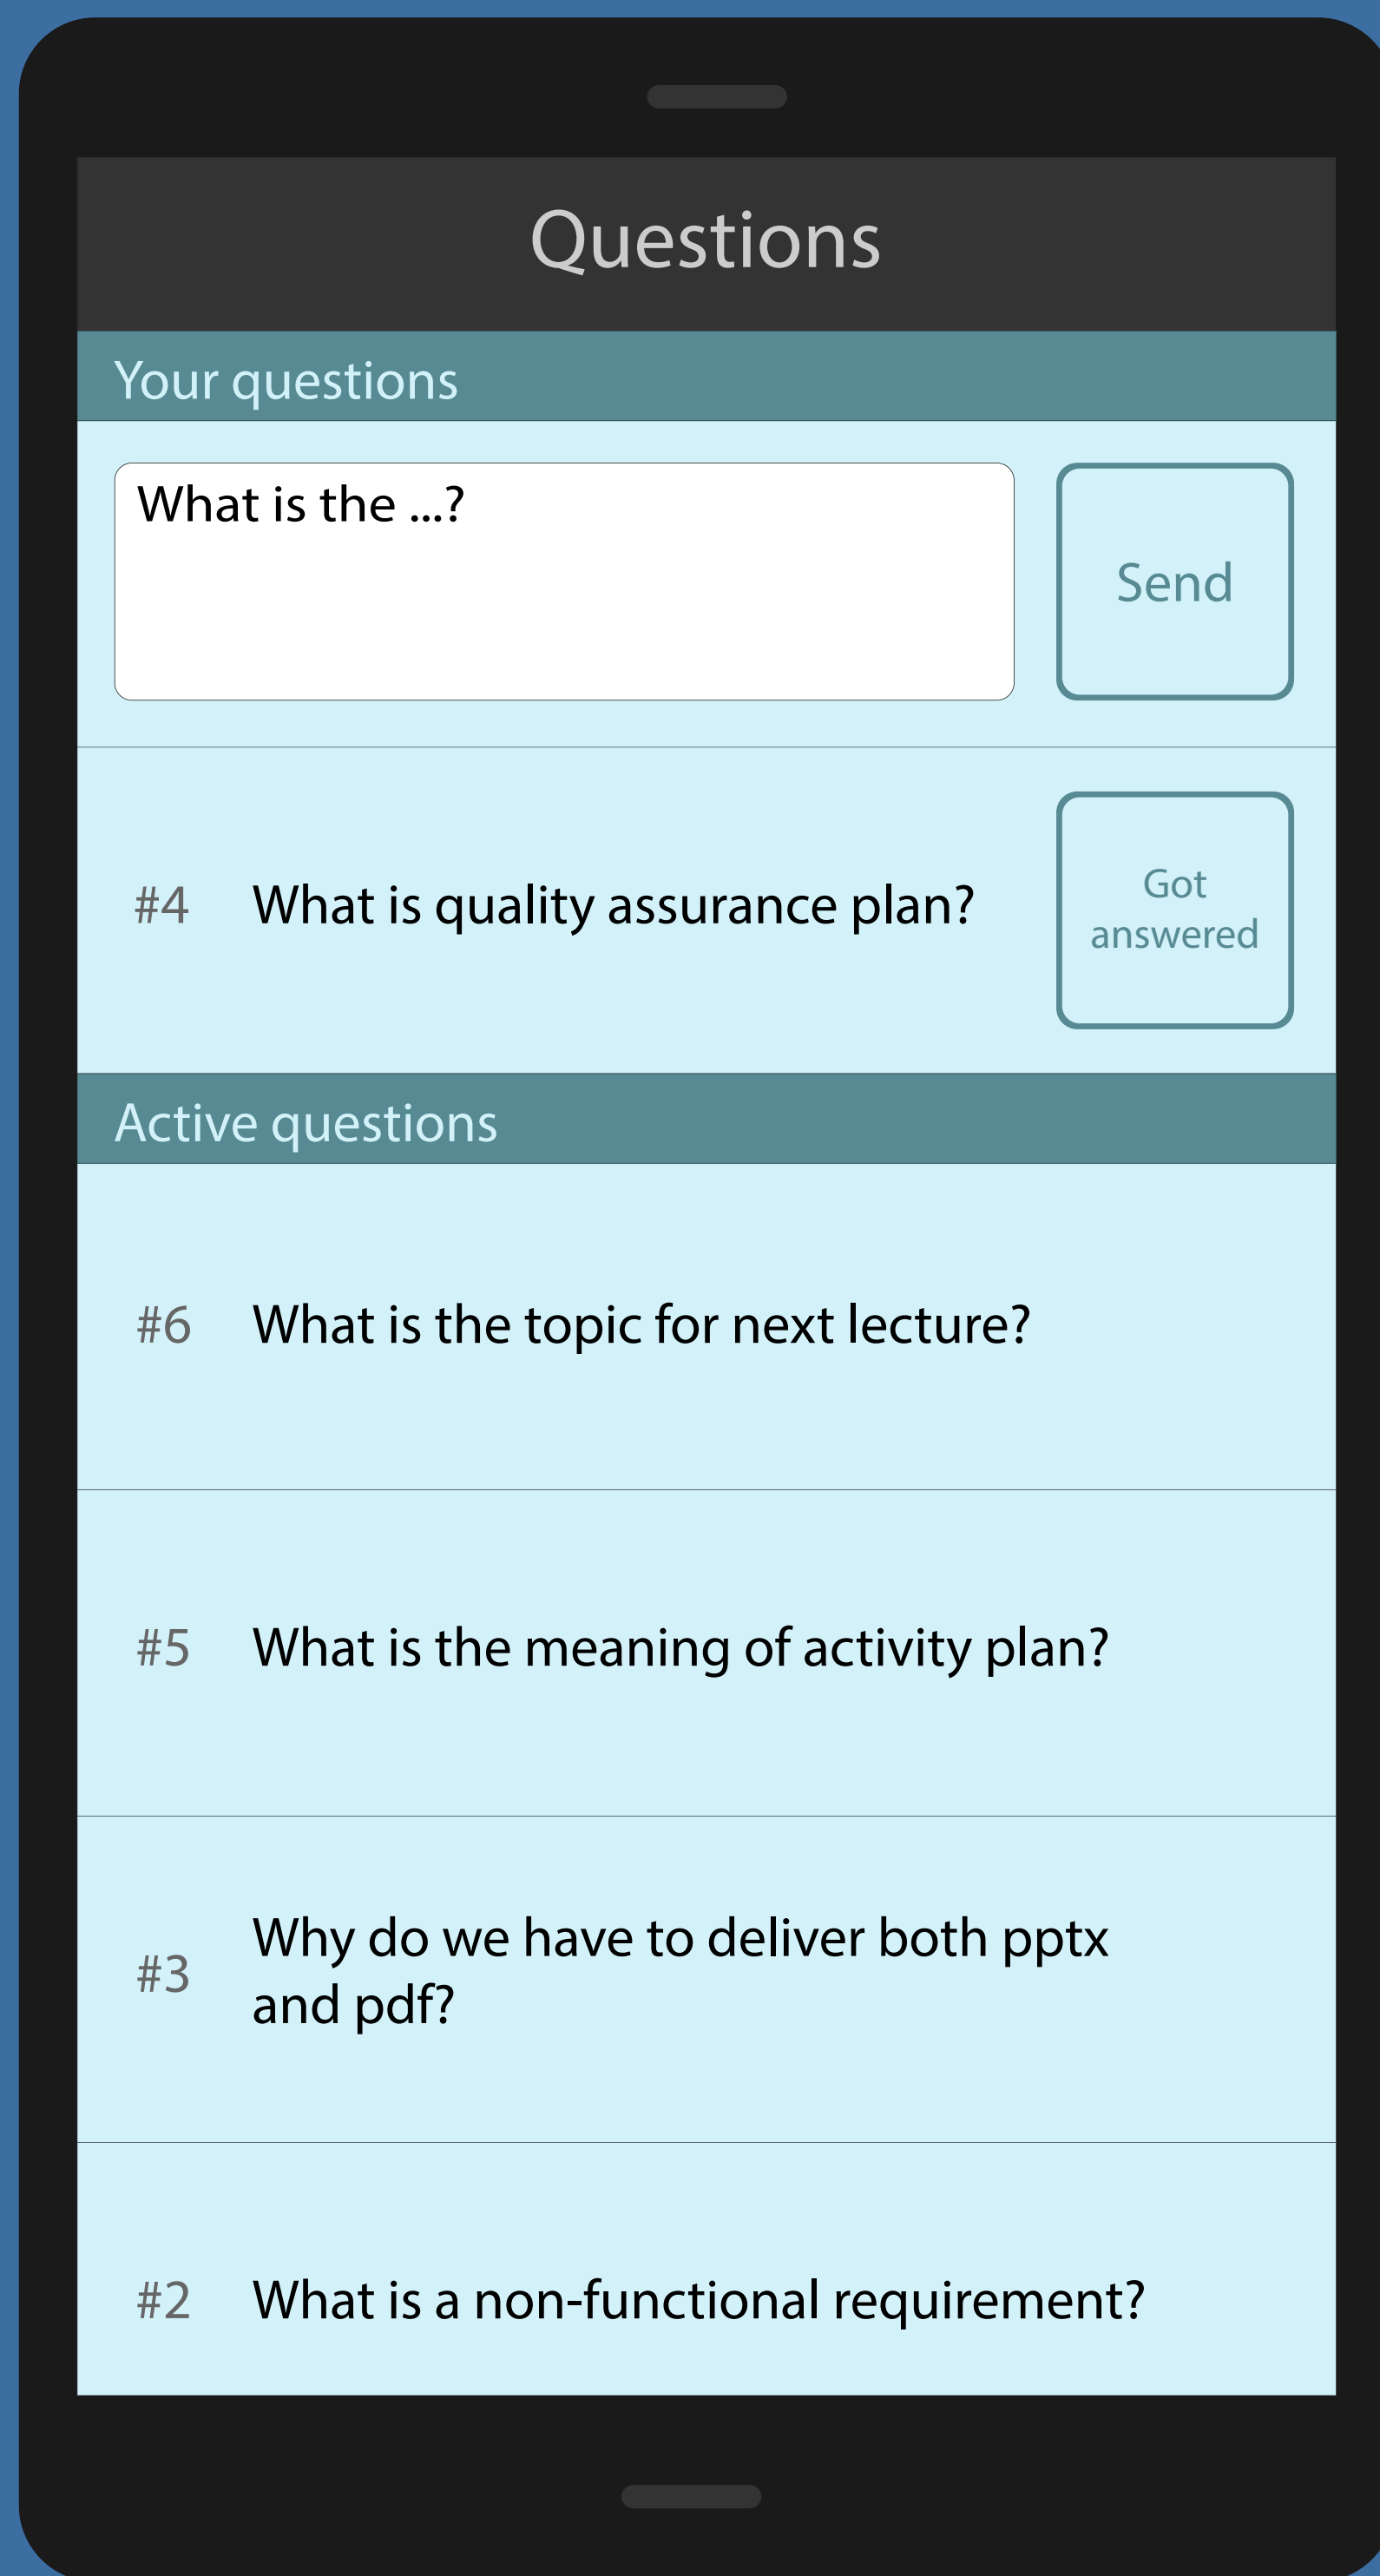 Questions
Your questions
What is the ...?
Send
#4 What is quality assurance plan?
Got
answered
Active questions
#6 What is the topic for next lecture?
#5 What is the meaning of activity plan?
#3 Why do we have to deliver both pptx
and pdf?
#2 What is a non-functional requirement?